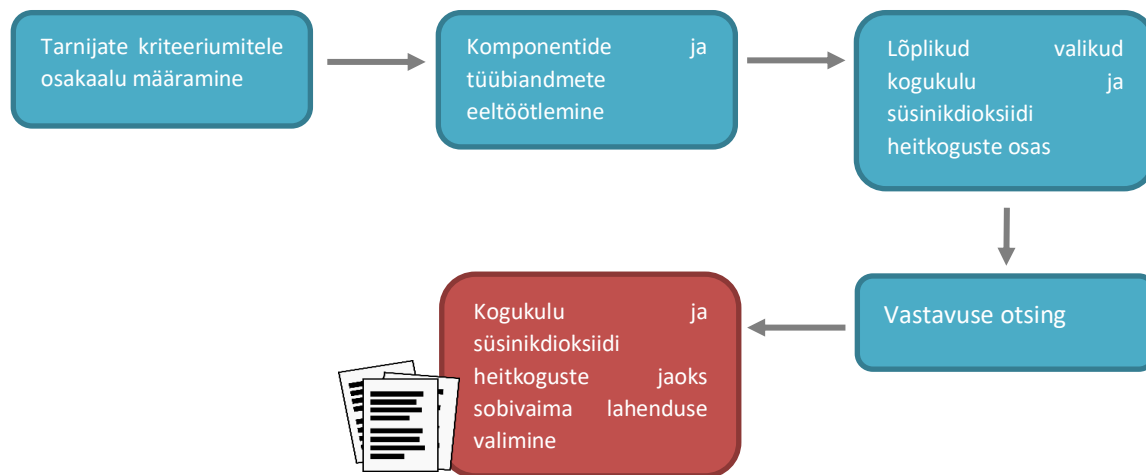 Tarnijate kriteeriumitele
osakaalu määramine
Komponentide ja
tüübiandmete
eeltöötlemine
Lõplikud valikud
kogukulu ja
süsinikdioksiidi
heitkoguste osas
Vastavuse otsing
Kogukulu ja
süsinikdioksiidi
heitkoguste jaoks
sobivaima lahenduse
valimine